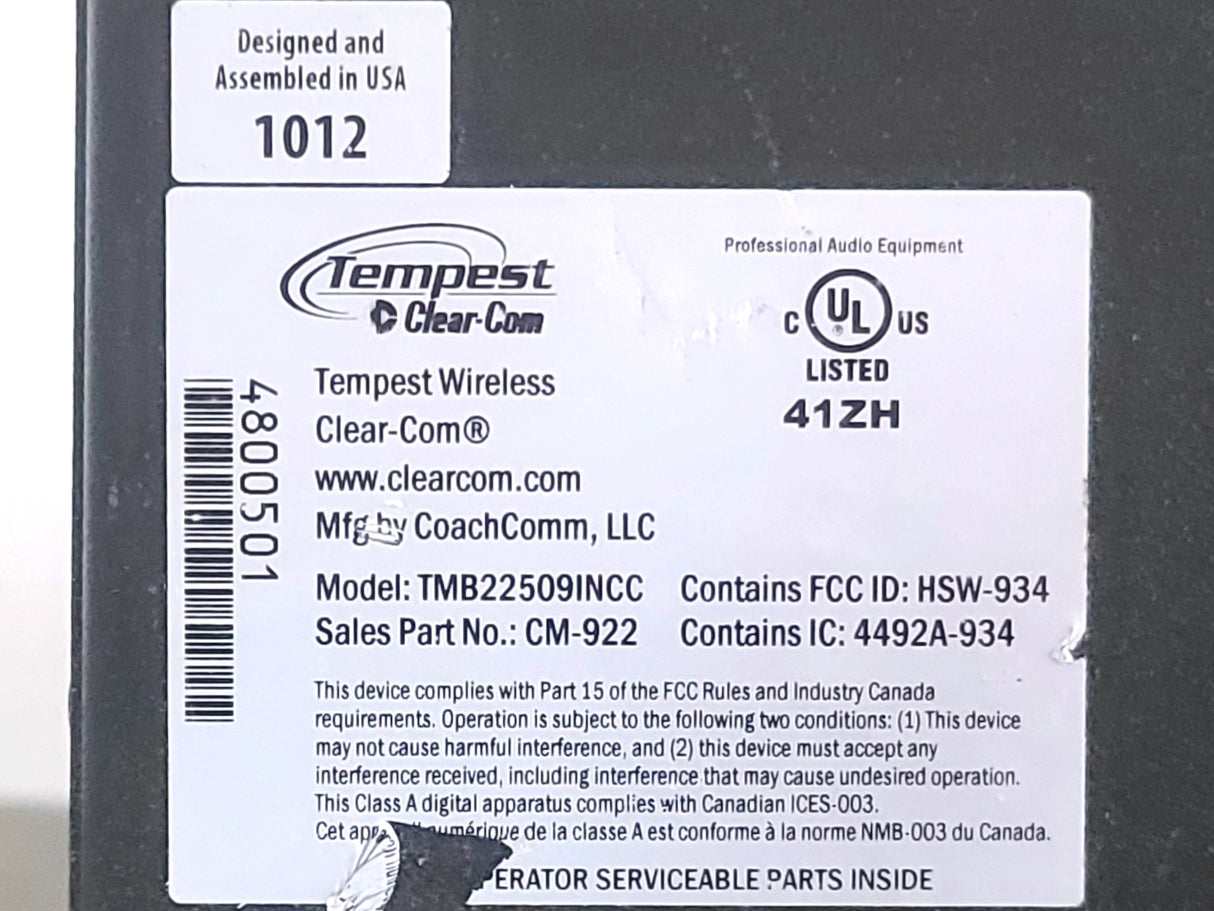 Designed and
Assembled in USA
1012
Tempest
Clear-Com
Professional Audio Equipment
C UL® US
LISTED
41ZH
4800501
Tempest Wireless
Clear-Com®
www.clearcom.com
Mfg by CoachComm, LLC
Model: TMB22509INCC Contains FCC ID: HSW-934
Sales Part No.: CM-922 Contains IC: 4492A-934
This device complies with Part 15 of the FCC Rules and Industry Canada
requirements. Operation is subject to the following two conditions: (1) This device
may not cause harmful interference, and (2) this device must accept any
interference received, including interference that may cause undesired operation.
This Class A digital apparatus complies with Canadian ICES-003.
Cet numérique de la classe A est conforme à la norme NMB-003 du Canada.
SERVICEABLE PARTS INSIDE